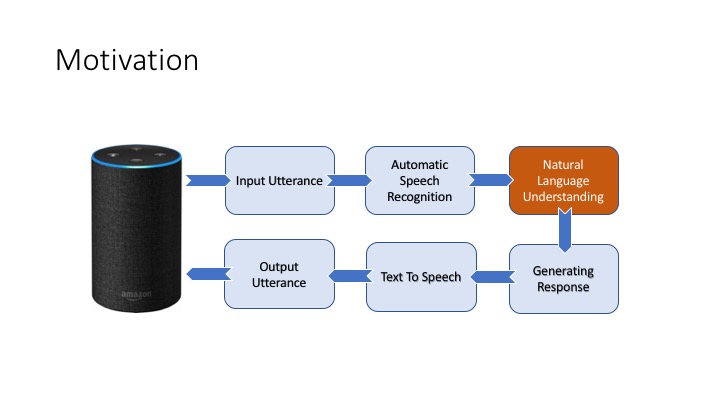 Motivation
Input Utterance
Automatic
Speech
Recognition
Natural
Language
Understanding
Output
Utterance
Text To Speech
Generating
Response
amazon